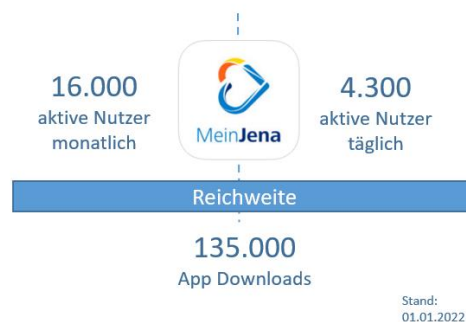 16.000
aktive Nutzer
monatlich
MeinJena
4.300
aktive Nutzer
täglich
Reichweite
135.000
App Downloads
Stand:
01.01.2022